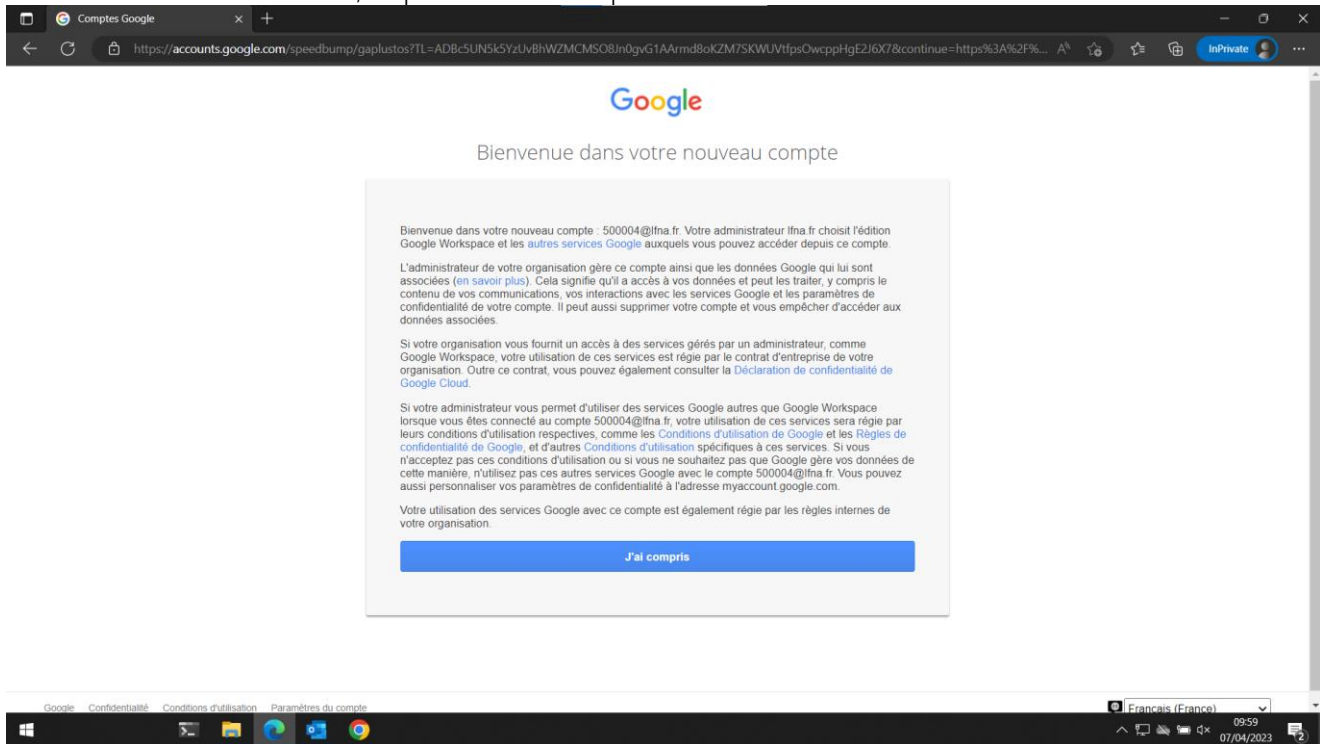 Comptes Google
https://accounts.google.com/speedbump/gaplustos?TL=ADBc5UN5k5YzUvBhWZMCMSO8Jn0gvG1AArmd8oKZM7SKWUVtfpsOwcppHgE2J6X7&continue=https%3A%2F%...
InPrivate
Google
Bienvenue dans votre nouveau compte
Bienvenue dans votre nouveau compte : 500004@lfna.fr. Votre administrateur lfna.fr choisit l'édition
Google Workspace et les autres services Google auxquels vous pouvez accéder depuis ce compte.
L'administrateur de votre organisation gère ce compte ainsi que les données Google qui lui sont
associées (en savoir plus). Cela signifie qu'il a accès à vos données et peut les traiter, y compris le
contenu de vos communications, vos interactions avec les services Google et les paramètres de
confidentialité de votre compte. Il peut aussi supprimer votre compte et vous empêcher d'accéder aux
données associées.
Si votre organisation vous fournit un accès à des services gérés par un administrateur, comme
Google Workspace, votre utilisation de ces services est régie par le contrat d'entreprise de votre
organisation. Outre ce contrat, vous pouvez également consulter la Déclaration de confidentialité de
Google Cloud.
Si votre administrateur vous permet d'utiliser des services Google autres que Google Workspace
lorsque vous êtes connecté au compte 500004@lfna.fr, votre utilisation de ces services sera régie par
leurs conditions d'utilisation respectives, comme les Conditions d'utilisation de Google et les Règles de
confidentialité de Google, et d'autres Conditions d'utilisation spécifiques à ces services. Si vous
n'acceptez pas ces conditions d'utilisation ou si vous ne souhaitez pas que Google gère vos données de
cette manière, n'utilisez pas ces autres services Google avec le compte 500004@lfna.fr. Vous pouvez
aussi personnaliser vos paramètres de confidentialité à l'adresse myaccount.google.com.
Votre utilisation des services Google avec ce compte est également régie par les règles internes de
votre organisation.
J'ai compris
Google Confidentialité Conditions d'utilisation Paramètres du compte
Français (France)
09:59
07/04/2023
2